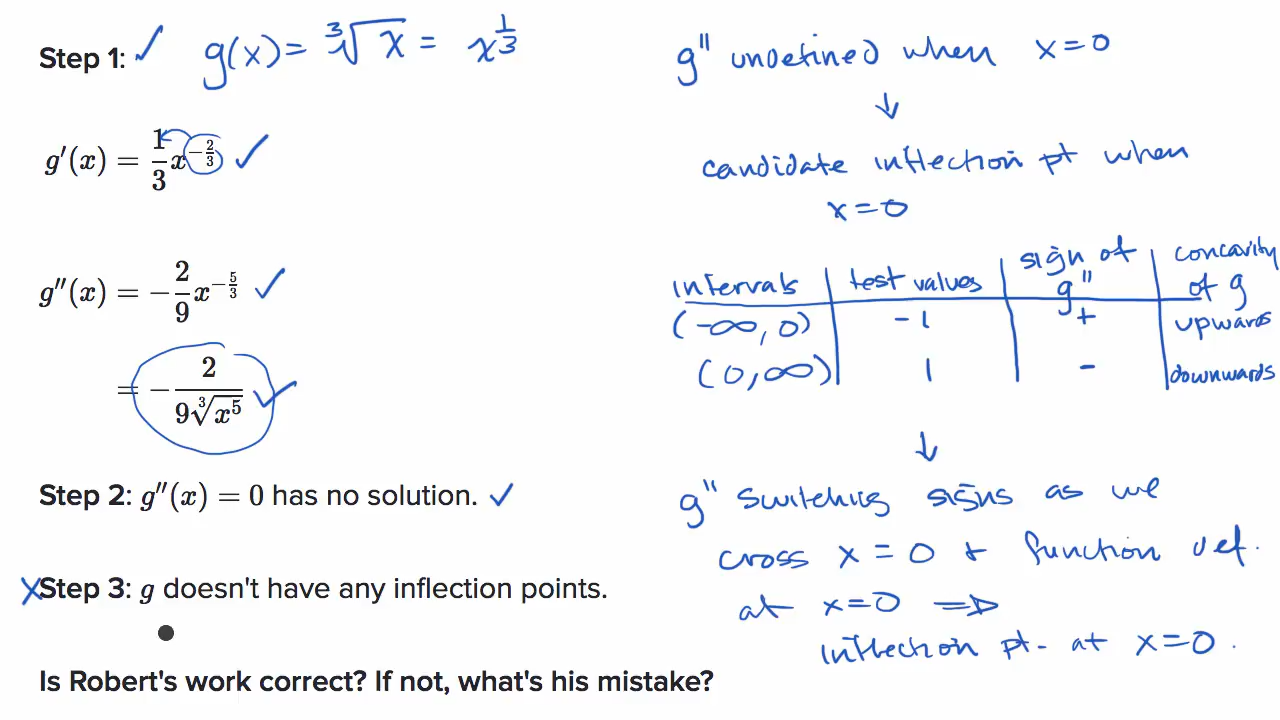 Step 1: ✓ g(x) = ∛x = x^(1/3)
g′(x) = 1/3 x^(−2/3) ✓
g″(x) = −2/9 x^(−5/3) ✓
= − 2/(9∛(x⁵)) ✓
Step 2: g″(x) = 0 has no solution. ✓
X Step 3: g doesn't have any inflection points.
Is Robert's work correct? If not, what's his mistake?
g" undefined when x=0
↓
candidate inflection pt when
x=0
intervals | test values | sign of g" | concavity of g
(-∞, 0) | -1 | + | upwards
(0, ∞) | 1 | - | downwards
↓
g" switching signs as we
cross x=0 + function def.
at x=0 ⇒
inflection pt. at x=0.